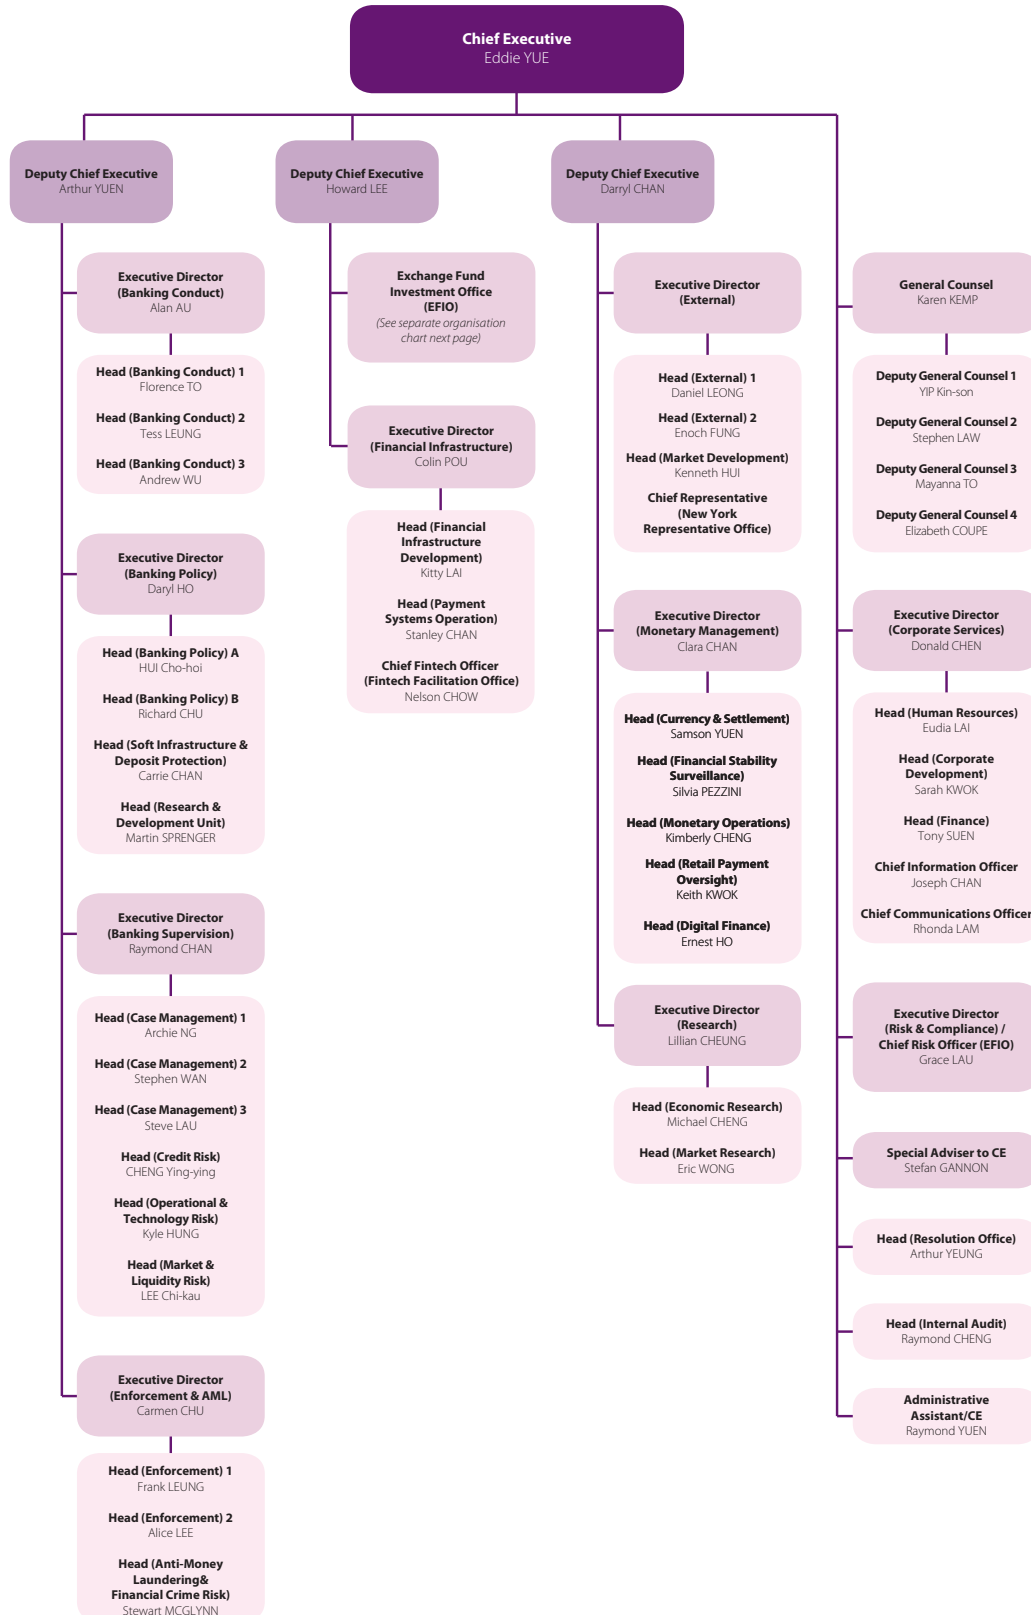 Chief Executive
Eddie YUE
Deputy Chief Executive
Arthur YUEN
Deputy Chief Executive
Howard LEE
Deputy Chief Executive
Darryl CHAN
Executive Director
(Banking Conduct)
Alan AU
Head (Banking Conduct) 1
Florence TO
Head (Banking Conduct) 2
Tess LEUNG
Head (Banking Conduct) 3
Andrew WU
Executive Director
(Banking Policy)
Daryl HO
Head (Banking Policy) A
HUI Cho-hoi
Head (Banking Policy) B
Richard CHU
Head (Soft Infrastructure &
Deposit Protection)
Carrie CHAN
Head (Research &
Development Unit)
Martin SPRENGER
Executive Director
(Banking Supervision)
Raymond CHAN
Head (Case Management) 1
Archie NG
Head (Case Management) 2
Stephen WAN
Head (Case Management) 3
Steve LAU
Head (Credit Risk)
CHENG Ying-ying
Head (Operational &
Technology Risk)
Kyle HUNG
Head (Market &
Liquidity Risk)
LEE Chi-kau
Executive Director
(Enforcement & AML)
Carmen CHU
Head (Enforcement) 1
Frank LEUNG
Head (Enforcement) 2
Alice LEE
Head (Anti-Money
Laundering&
Financial Crime Risk)
Stewart MCGLYNN
Exchange Fund
Investment Office
(EFIO)
(See separate organisation
chart next page)
Executive Director
(Financial Infrastructure)
Colin POU
Head (Financial
Infrastructure
Development)
Kitty LAI
Head (Payment
Systems Operation)
Stanley CHAN
Chief Fintech Officer
(Fintech Facilitation Office)
Nelson CHOW
Executive Director
(External)
Head (External) 1
Daniel LEONG
Head (External) 2
Enoch FUNG
Head (Market Development)
Kenneth HUI
Chief Representative
(New York
Representative Office)
Executive Director
(Monetary Management)
Clara CHAN
Head (Currency & Settlement)
Samson YUEN
Head (Financial Stability
Surveillance)
Silvia PEZZINI
Head (Monetary Operations)
Kimberly CHENG
Head (Retail Payment
Oversight)
Keith KWOK
Head (Digital Finance)
Ernest HO
Executive Director
(Research)
Lillian CHEUNG
Head (Economic Research)
Michael CHENG
Head (Market Research)
Eric WONG
General Counsel
Karen KEMP
Deputy General Counsel 1
YIP Kin-son
Deputy General Counsel 2
Stephen LAW
Deputy General Counsel 3
Mayanna TO
Deputy General Counsel 4
Elizabeth COUPE
Executive Director
(Corporate Services)
Donald CHEN
Head (Human Resources)
Eudia LAI
Head (Corporate
Development)
Sarah KWOK
Head (Finance)
Tony SUEN
Chief Information Officer
Joseph CHAN
Chief Communications Officer
Rhonda LAM
Executive Director
(Risk & Compliance) /
Chief Risk Officer (EFIO)
Grace LAU
Special Adviser to CE
Stefan GANNON
Head (Resolution Office)
Arthur YEUNG
Head (Internal Audit)
Raymond CHENG
Administrative
Assistant/CE
Raymond YUEN